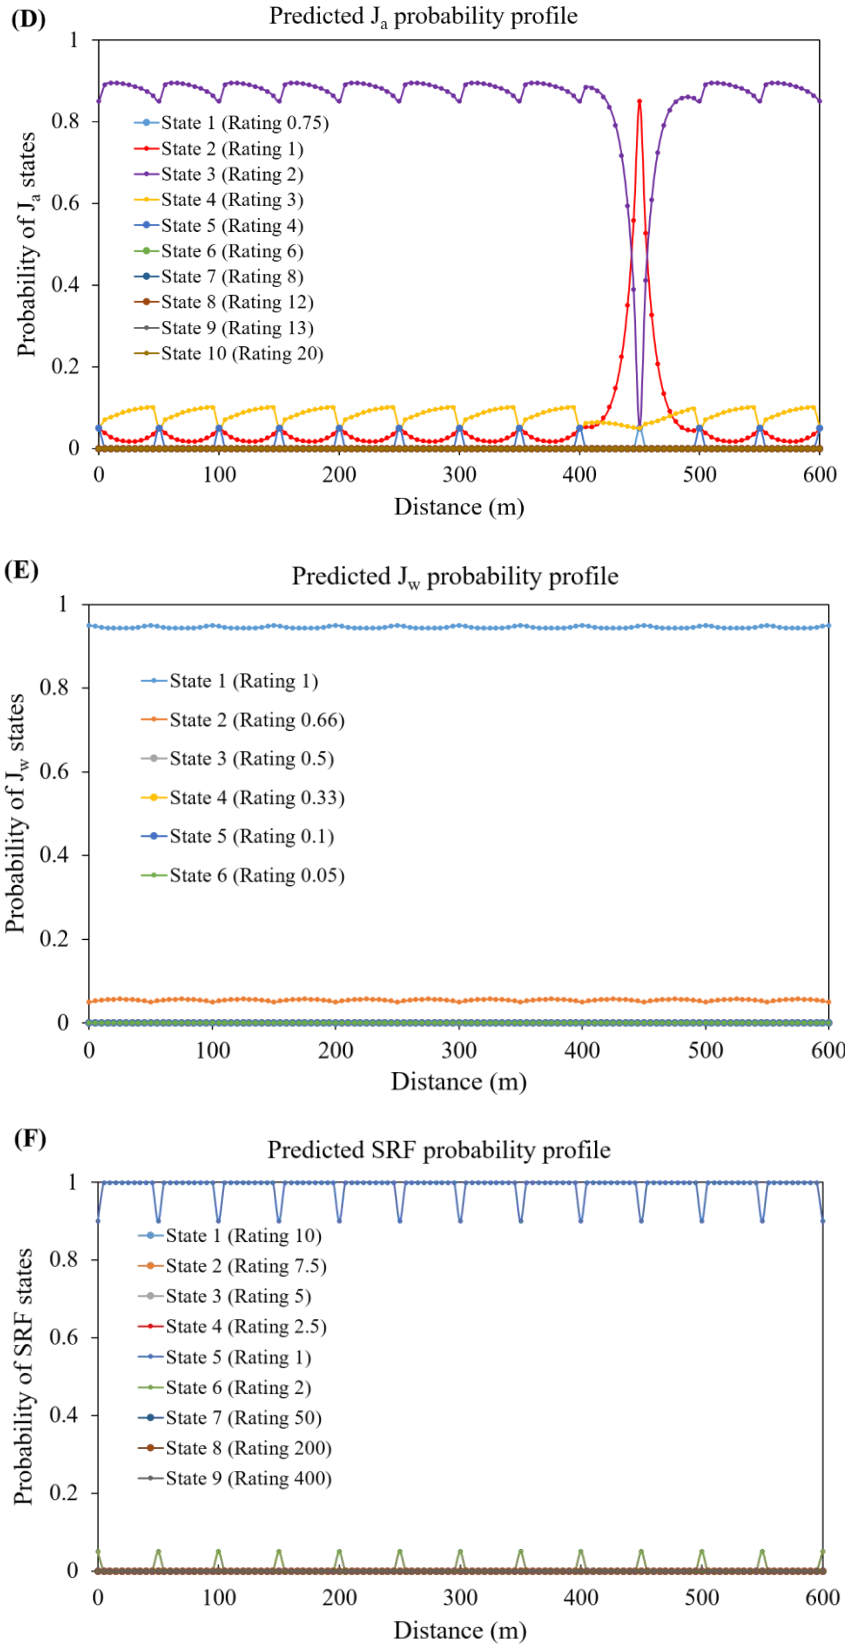 (D)
Predicted Ja probability profile
1
0.8
0.6
0.4
0.2
0
Probability of Ja states
State 1 (Rating 0.75)
State 2 (Rating 1)
State 3 (Rating 2)
State 4 (Rating 3)
State 5 (Rating 4)
State 6 (Rating 6)
State 7 (Rating 8)
State 8 (Rating 12)
State 9 (Rating 13)
State 10 (Rating 20)
0 100 200 300 400 500 600
Distance (m)
(E)
Predicted Jw probability profile
1
0.8
0.6
0.4
0.2
0
Probability of Jw states
State 1 (Rating 1)
State 2 (Rating 0.66)
State 3 (Rating 0.5)
State 4 (Rating 0.33)
State 5 (Rating 0.1)
State 6 (Rating 0.05)
0 100 200 300 400 500 600
Distance (m)
(F)
Predicted SRF probability profile
1
0.8
0.6
0.4
0.2
0
Probability of SRF states
State 1 (Rating 10)
State 2 (Rating 7.5)
State 3 (Rating 5)
State 4 (Rating 2.5)
State 5 (Rating 1)
State 6 (Rating 2)
State 7 (Rating 50)
State 8 (Rating 200)
State 9 (Rating 400)
0 100 200 300 400 500 600
Distance (m)